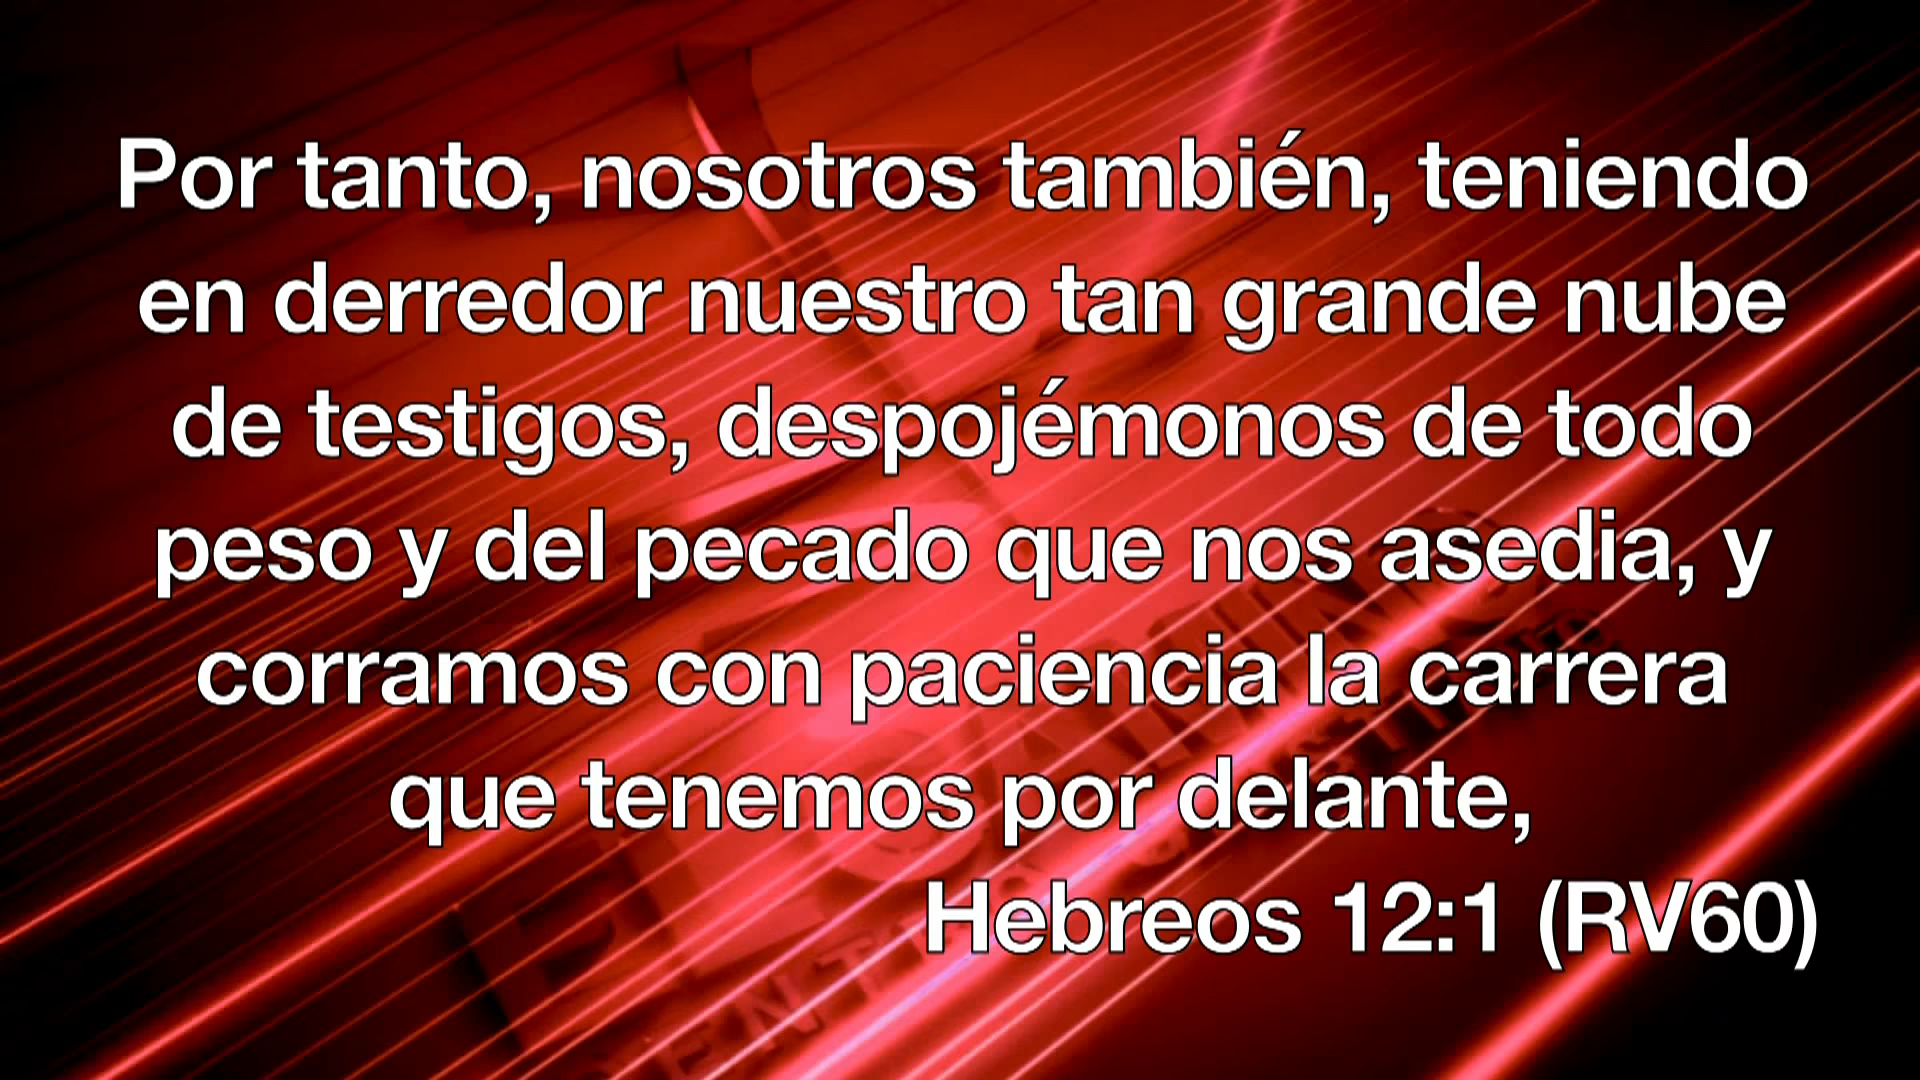 Por tanto, nosotros también, teniendo
en derredor nuestro tan grande nube
de testigos, despojémonos de todo
peso y del pecado que nos asedia, y
corramos con paciencia la carrera
que tenemos por delante,
Hebreos 12:1 (RV60)